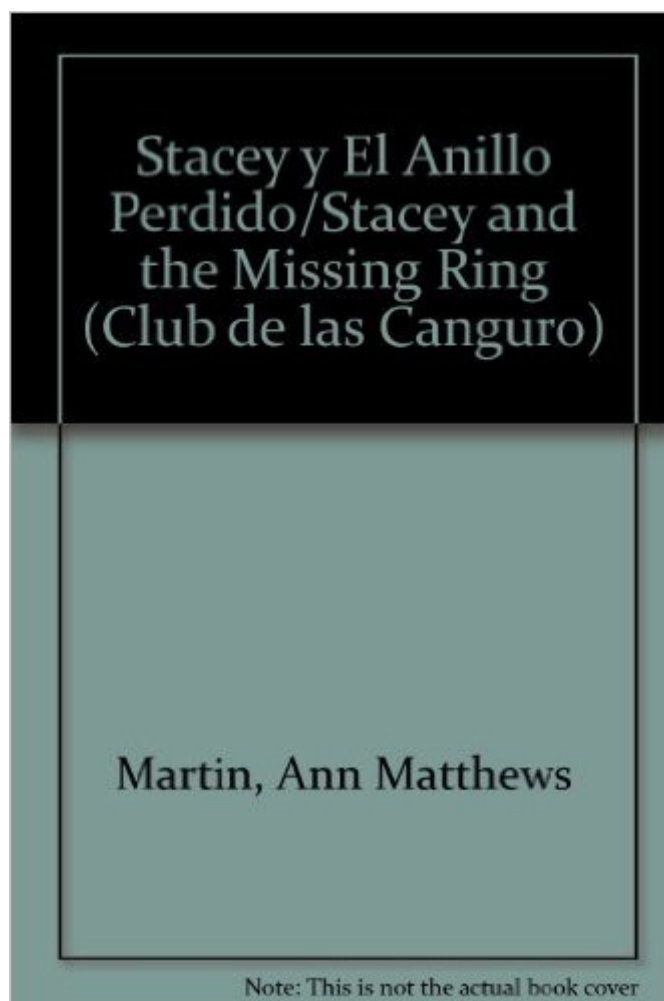 Stacey y El Anillo
Perdido/Stacey and
the Missing Ring
(Club de las Canguro)
Martin, Ann Matthews
Note: This is not the actual book cover